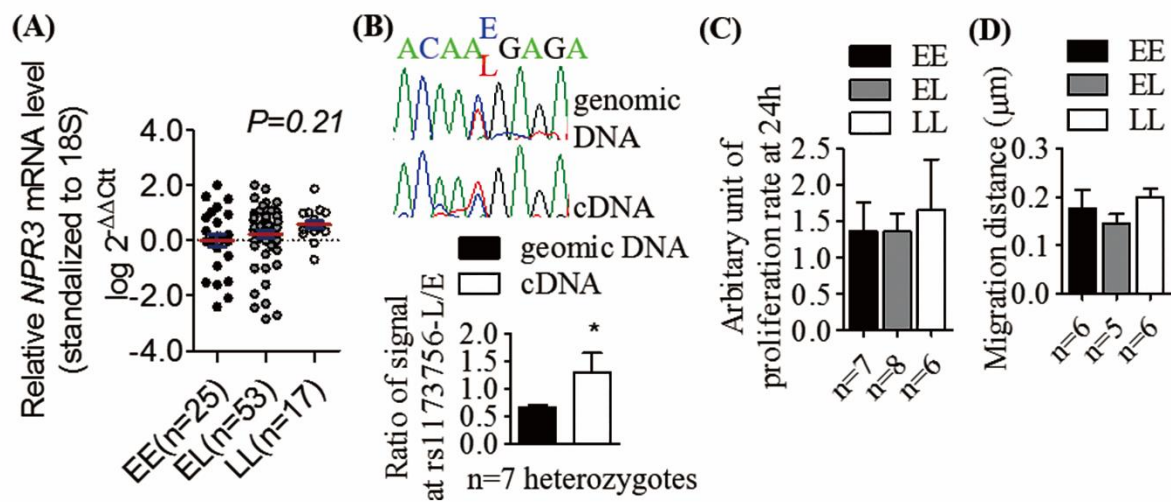 (A)
Relative NPR3 mRNA level
(standalized to 18S)
log 2^ΔΔCtt
P=0.21
4.0
2.0
0.0
-2.0
-4.0
EE(n=25)
EL(n=53)
LL(n=17)
(B)
E
ACAA GAGA
L
genomic
DNA
cDNA
geomic DNA
cDNA
Ratio of signal
at rs1173756-L/E
2.0
1.5
1.0
0.5
0.0
*
n=7 heterozygotes
(C)
EE
EL
LL
Arbitary unit of
proliferation rate at 24h
2.5
2.0
1.5
1.0
0.5
0.0
n=7
n=8
n=6
(D)
EE
EL
LL
Migration distance (μm)
0.3
0.2
0.1
0.0
n=6
n=5
n=6